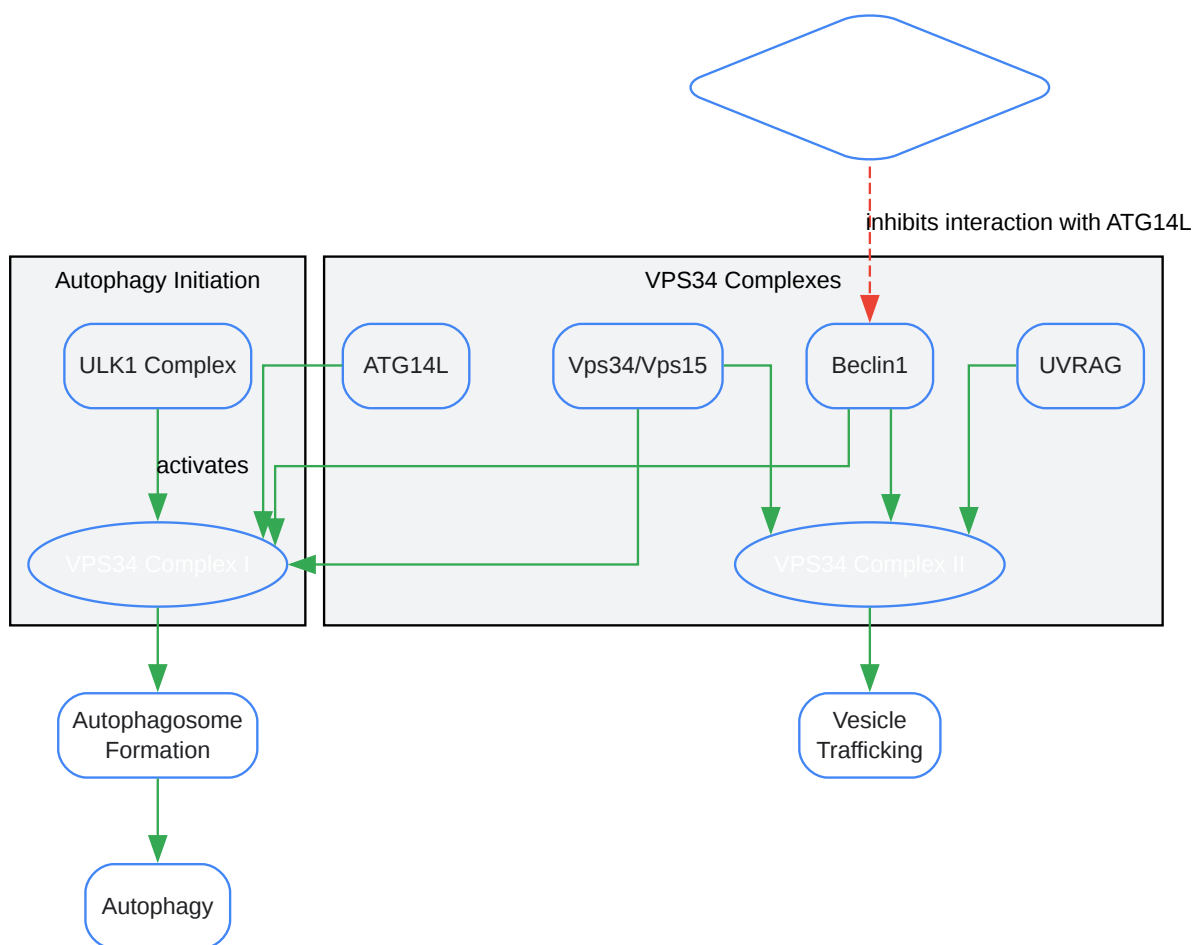 inhibits interaction with ATG14L
Autophagy Initiation
VPS34 Complexes
ULK1 Complex
ATG14L
Vps34/Vps15
Beclin1
UVRAG
activates
VPS34 Complex I
VPS34 Complex II
Autophagosome
Formation
Vesicle
Trafficking
Autophagy